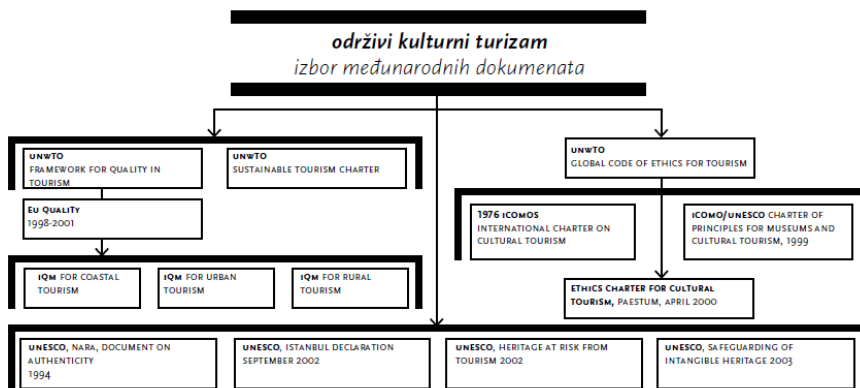 održivi kulturni turizam
izbor međunarodnih dokumenata
UNWTO
FRAMEWORK FOR QUALITY IN
TOURISM
UNWTO
SUSTAINABLE TOURISM CHARTER
UNWTO
GLOBAL CODE OF ETHICS FOR TOURISM
EU QUALITY
1998-2001
1976 ICOMOS
INTERNATIONAL CHARTER ON
CULTURAL TOURISM
ICOMO/UNESCO CHARTER OF
PRINCIPLES FOR MUSEUMS AND
CULTURAL TOURISM, 1999
IQM FOR COASTAL
TOURISM
IQM FOR URBAN
TOURISM
IQM FOR RURAL
TOURISM
ETHICS CHARTER FOR CULTURAL
TOURISM, PAESTUM, APRIL 2000
UNESCO, NARA, DOCUMENT ON
AUTHENTICITY
1994
UNESCO, ISTANBUL DECLARATION
SEPTEMBER 2002
UNESCO, HERITAGE AT RISK FROM
TOURISM 2002
UNESCO, SAFEGUARDING OF
INTANGIBLE HERITAGE 2003